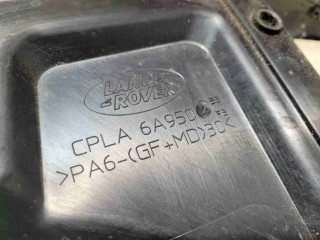 LAND-
-ROVER
CPLA 6A950
>PA6-(GF+MD)30<